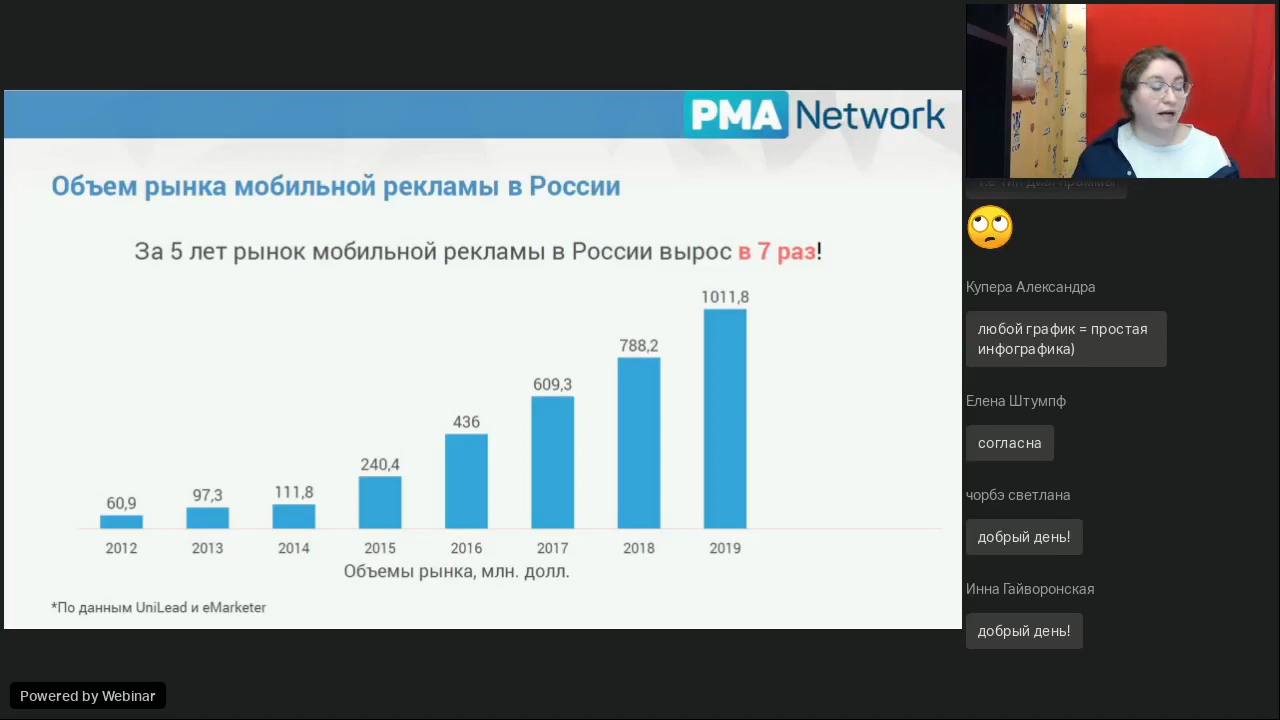 PMA Network
Объем рынка мобильной рекламы в России
За 5 лет рынок мобильной рекламы в России вырос в 7 раз!
60,9
97,3
111,8
240,4
436
609,3
788,2
1011,8
2012
2013
2014
2015
2016
2017
2018
2019
Объемы рынка, млн. долл.
*По данным UniLead и eMarketer
Купера Александра
любой график = простая
инфографика)
Елена Штумпф
согласна
чорбэ светлана
добрый день!
Инна Гайворонская
добрый день!
Powered by Webinar